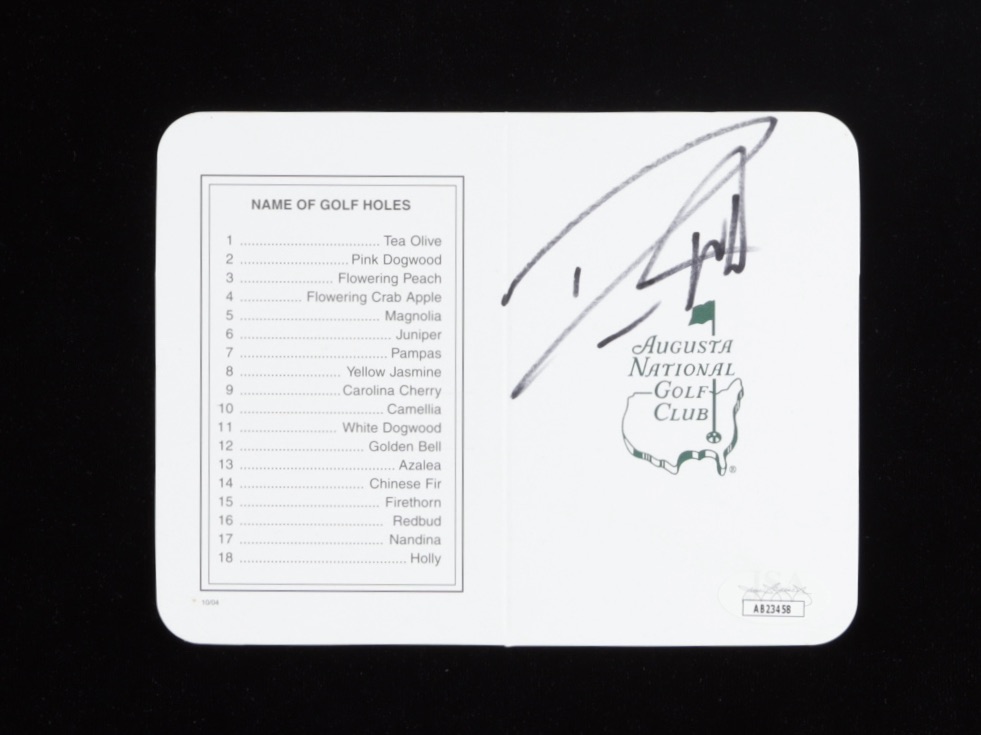 NAME OF GOLF HOLES
1 ................................... Tea Olive
2 ........................... Pink Dogwood
3 ........................ Flowering Peach
4 ............... Flowering Crab Apple
5 .................................... Magnolia
6 ...................................... Juniper
7 ..................................... Pampas
8 ......................... Yellow Jasmine
9 ......................... Carolina Cherry
10 .................................... Camellia
11 ........................ White Dogwood
12 ............................... Golden Bell
13 ....................................... Azalea
14 ............................... Chinese Fir
15 ................................... Firethorn
16 .................................... Redbud
17 .................................... Nandina
18 .......................................... Holly
10/04
AUGUSTA
NATIONAL
GOLF
CLUB
®
JSA
AB23458